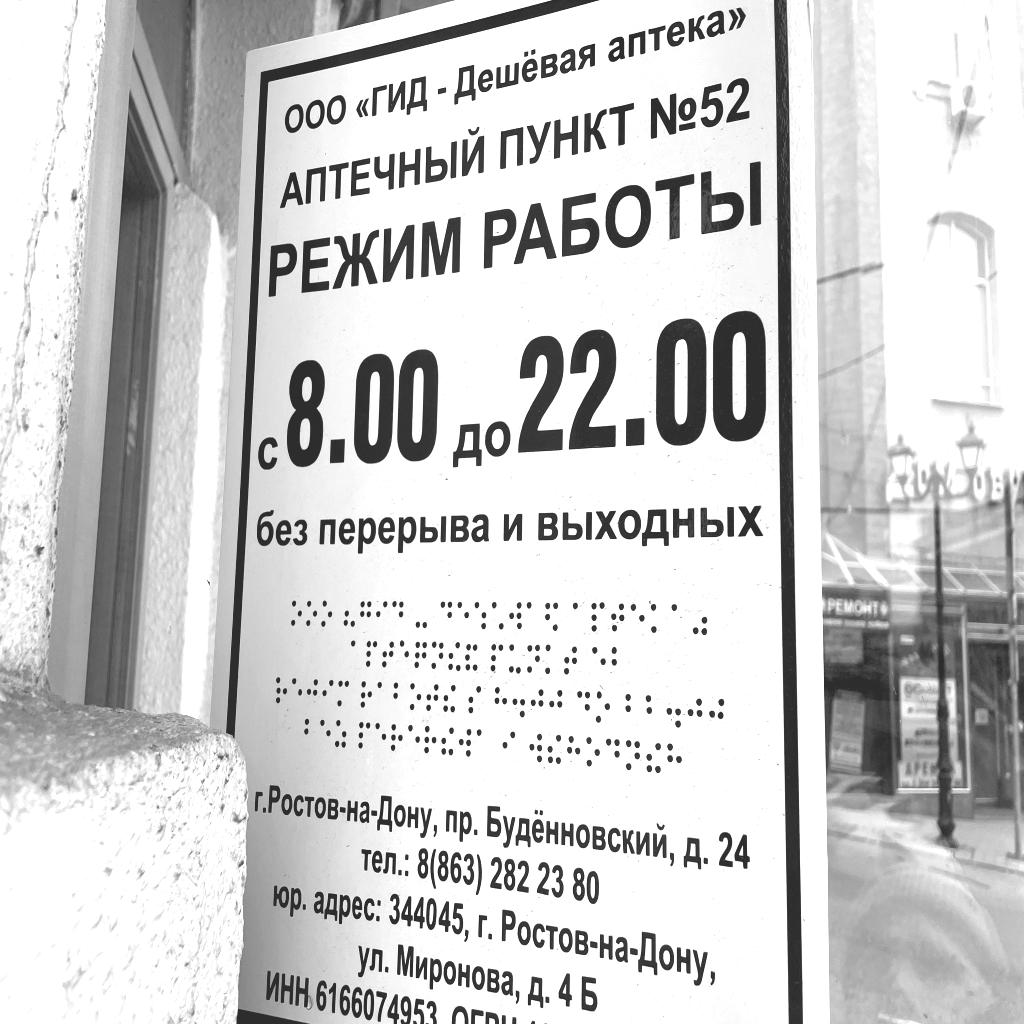 ООО «ГИД - Дешёвая аптека»
АПТЕЧНЫЙ ПУНКТ №52
РЕЖИМ РАБОТЫ
с 8.00 до 22.00
без перерыва и выходных
г.Ростов-на-Дону, пр. Будённовский, д. 24
тел.: 8(863) 282 23 80
юр. адрес: 344045, г. Ростов-на-Дону,
ул. Миронова, д. 4 Б
ИНН 6166074953, ОГРН
РЕМОНТ